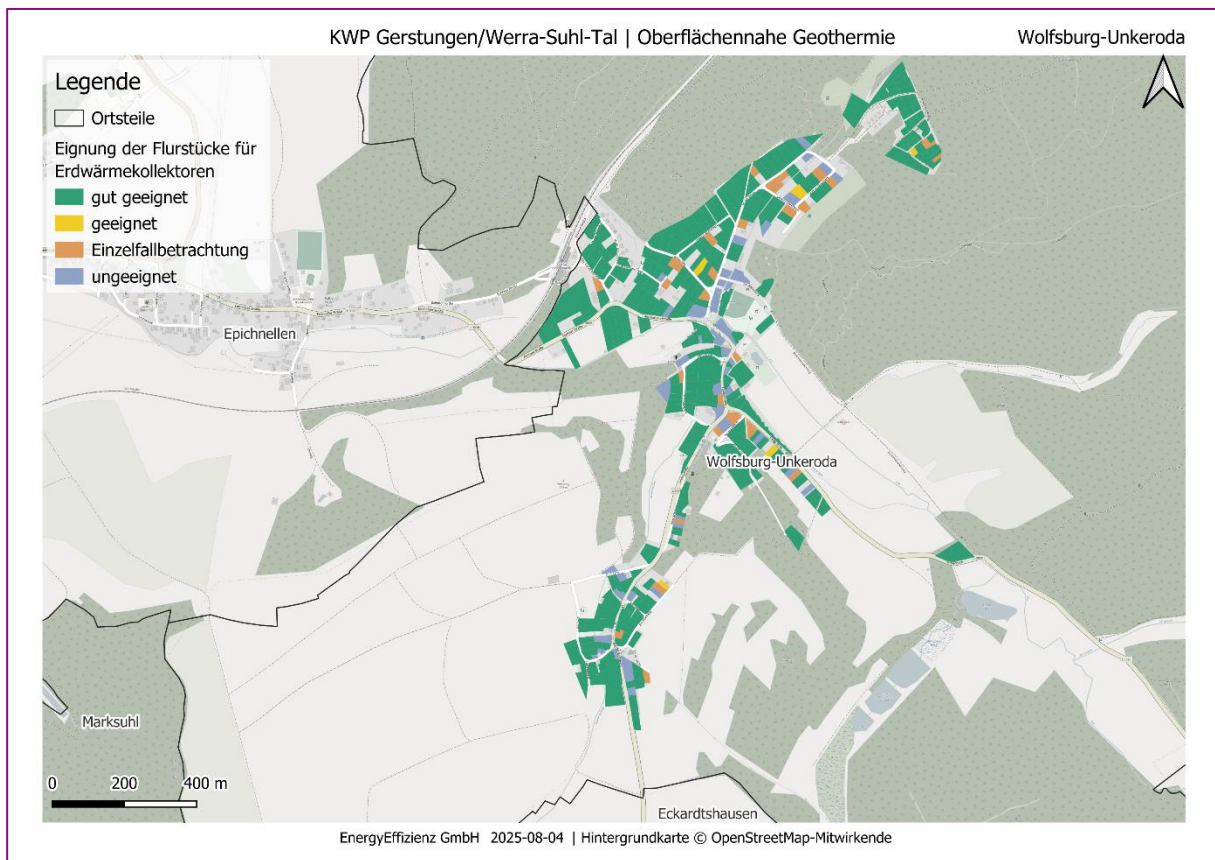 KWP Gerstungen/Werra-Suhl-Tal | Oberflächennahe Geothermie
Wolfsburg-Unkeroda
Legende
Ortsteile
Eignung der Flurstücke für
Erdwärmekollektoren
gut geeignet
geeignet
Einzelfallbetrachtung
ungeeignet
Epichnellen
Wolfsburg-Unkeroda
Marksuhl
Eckardtshausen
0 200 400 m
EnergyEffizienz GmbH 2025-08-04 | Hintergrundkarte © OpenStreetMap-Mitwirkende